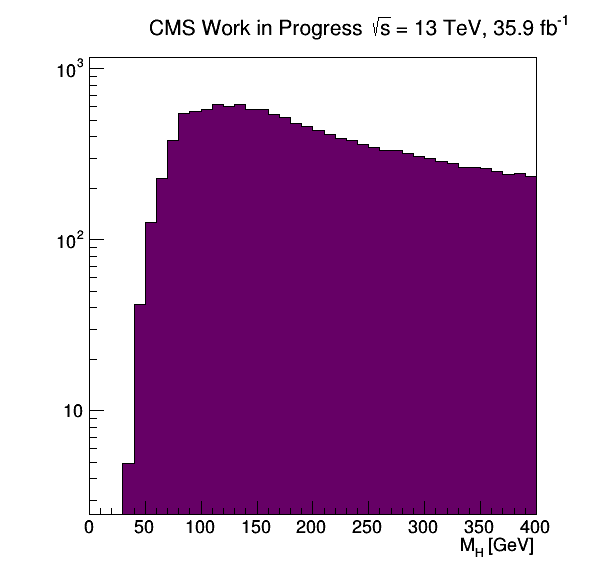 CMS Work in Progress √s = 13 TeV, 35.9 fb⁻¹
10³
10²
10
0 50 100 150 200 250 300 350 400
M_H [GeV]